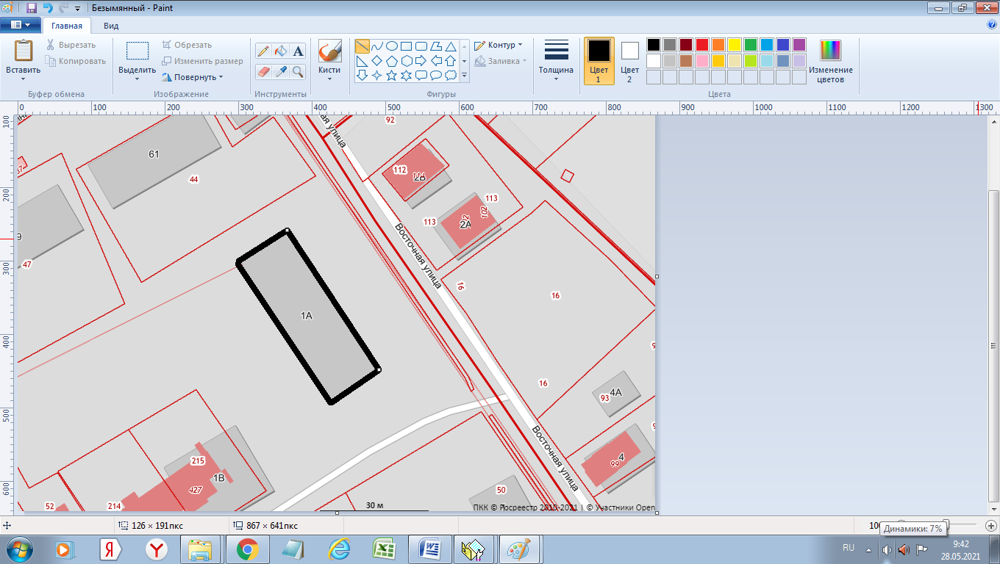 Безымянный - Paint
Главная
Вид
Вставить
Вырезать
Копировать
Буфер обмена
Выделить
Обрезать
Изменить размер
Повернуть
Изображение
A
Инструменты
Кисти
Фигуры
Контур
Заливка
Толщина
Цвет 1
Цвет 2
Изменение цветов
Цвета
0 100 200 300 400 500 600 700 800 900 1000 1100 1200 1300
100
200
300
400
500
600
61
44
47
9
92
ая улица
112
2Б
113
113
2А
102
Восточная улица
16
16
16
1А
4А
93
Восточная улица
4
99
215
1В
427
214
52
50
30 м
ПКК © Росреестр 2010-2021 | © Участники Open
126 × 191пкс
867 × 641пкс
100
Динамики: 7%
Я
Y
W
RU
9:42
28.05.2021